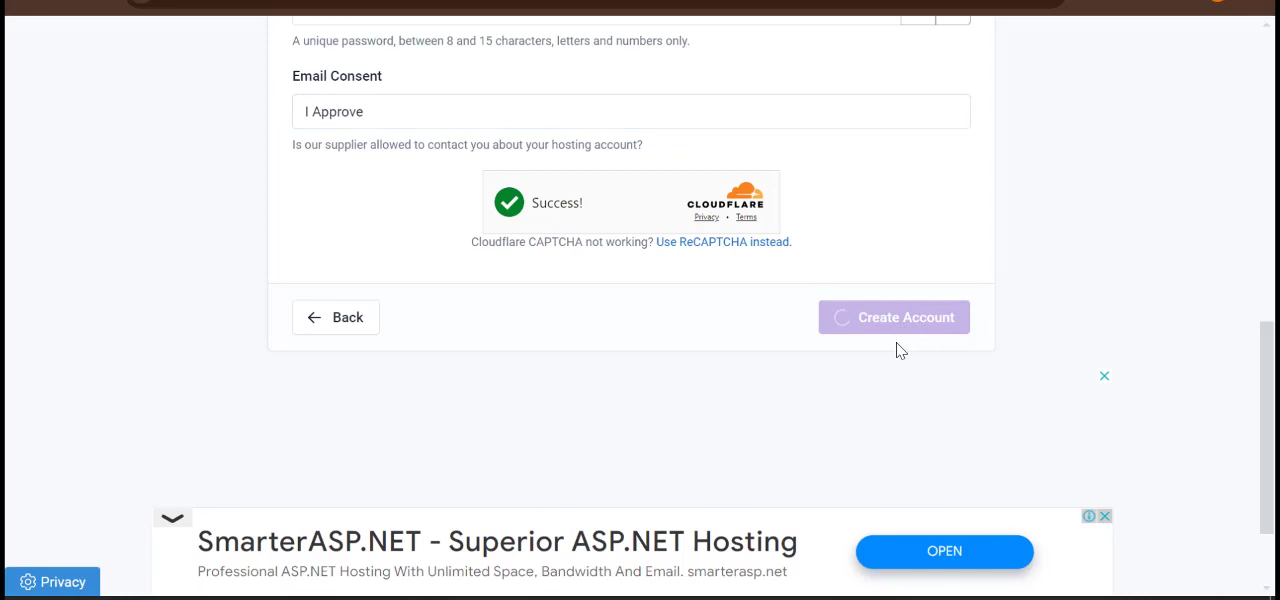 A unique password, between 8 and 15 characters, letters and numbers only.
Email Consent
I Approve
Is our supplier allowed to contact you about your hosting account?
Success!
CLOUDFLARE
Privacy • Terms
Cloudflare CAPTCHA not working? Use ReCAPTCHA instead.
Back
Create Account
SmarterASP.NET - Superior ASP.NET Hosting
Professional ASP.NET Hosting With Unlimited Space, Bandwidth And Email. smarterasp.net
OPEN
Privacy